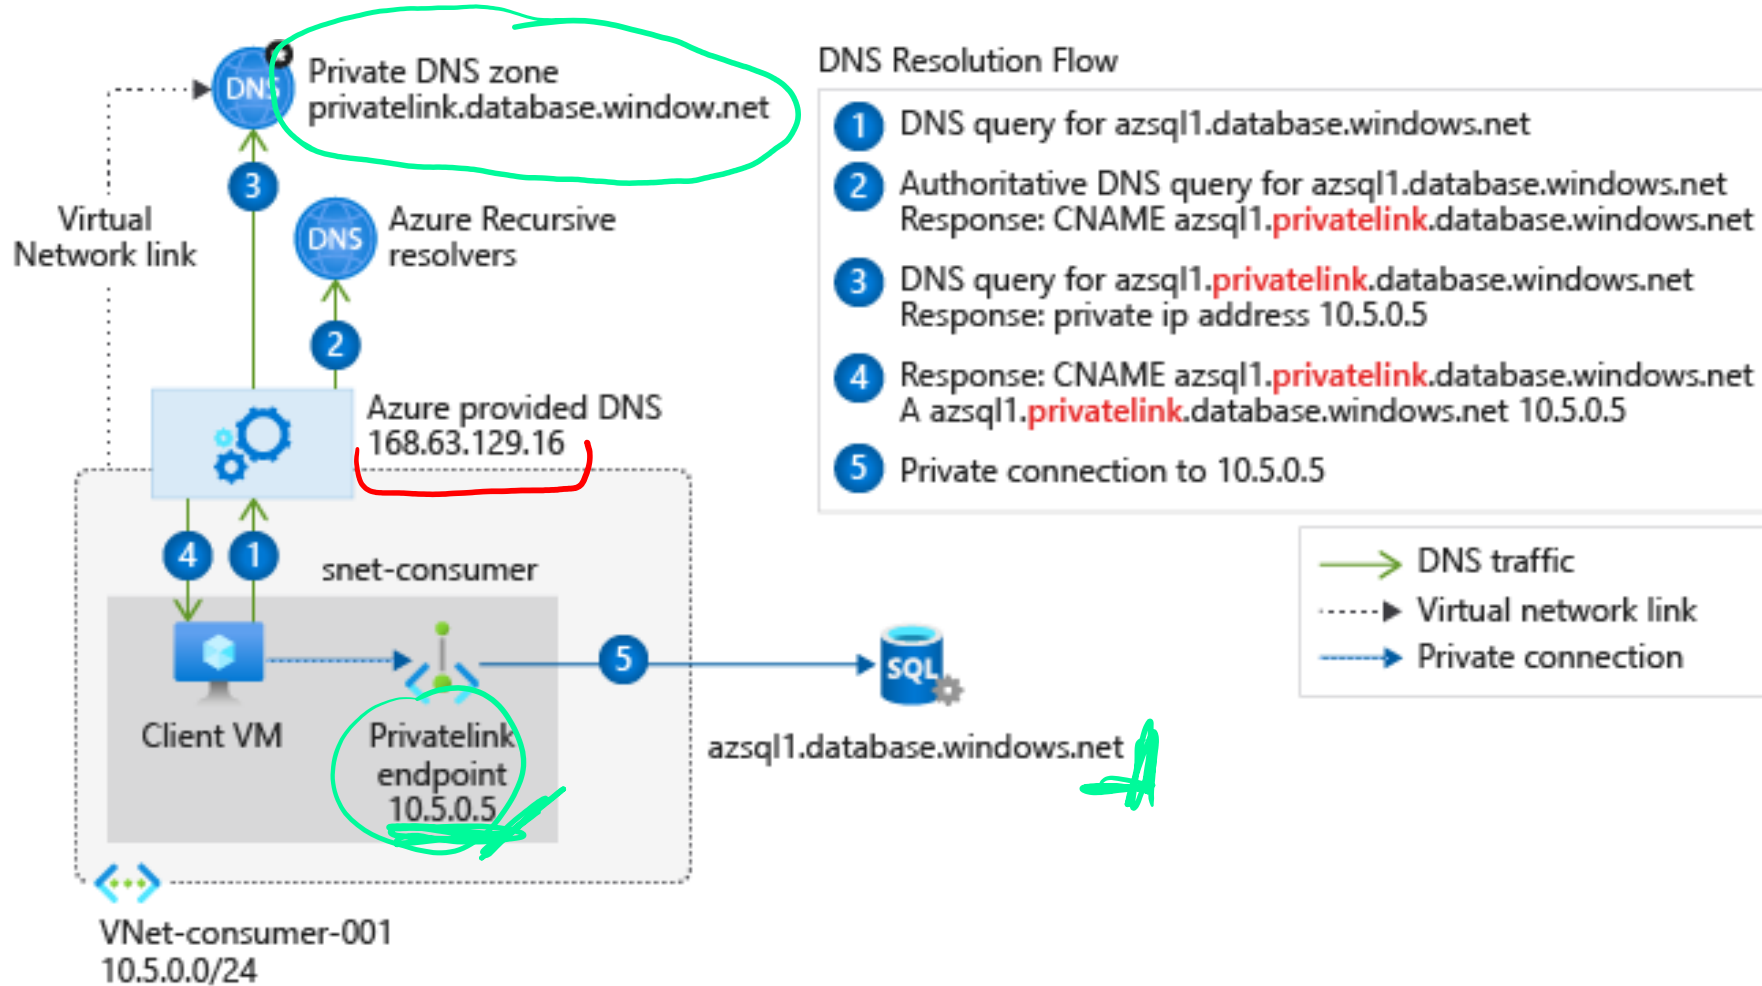 Private DNS zone
privatelink.database.window.net
DNS
3
Virtual
Network link
DNS
Azure Recursive
resolvers
2
Azure provided DNS
168.63.129.16
4
1
snet-consumer
Client VM
Privatelink
endpoint
10.5.0.5
5
SQL
azsql1.database.windows.net
VNet-consumer-001
10.5.0.0/24
DNS Resolution Flow
1 DNS query for azsql1.database.windows.net
2 Authoritative DNS query for azsql1.database.windows.net
Response: CNAME azsql1.privatelink.database.windows.net
3 DNS query for azsql1.privatelink.database.windows.net
Response: private ip address 10.5.0.5
4 Response: CNAME azsql1.privatelink.database.windows.net
A azsql1.privatelink.database.windows.net 10.5.0.5
5 Private connection to 10.5.0.5
DNS traffic
Virtual network link
Private connection